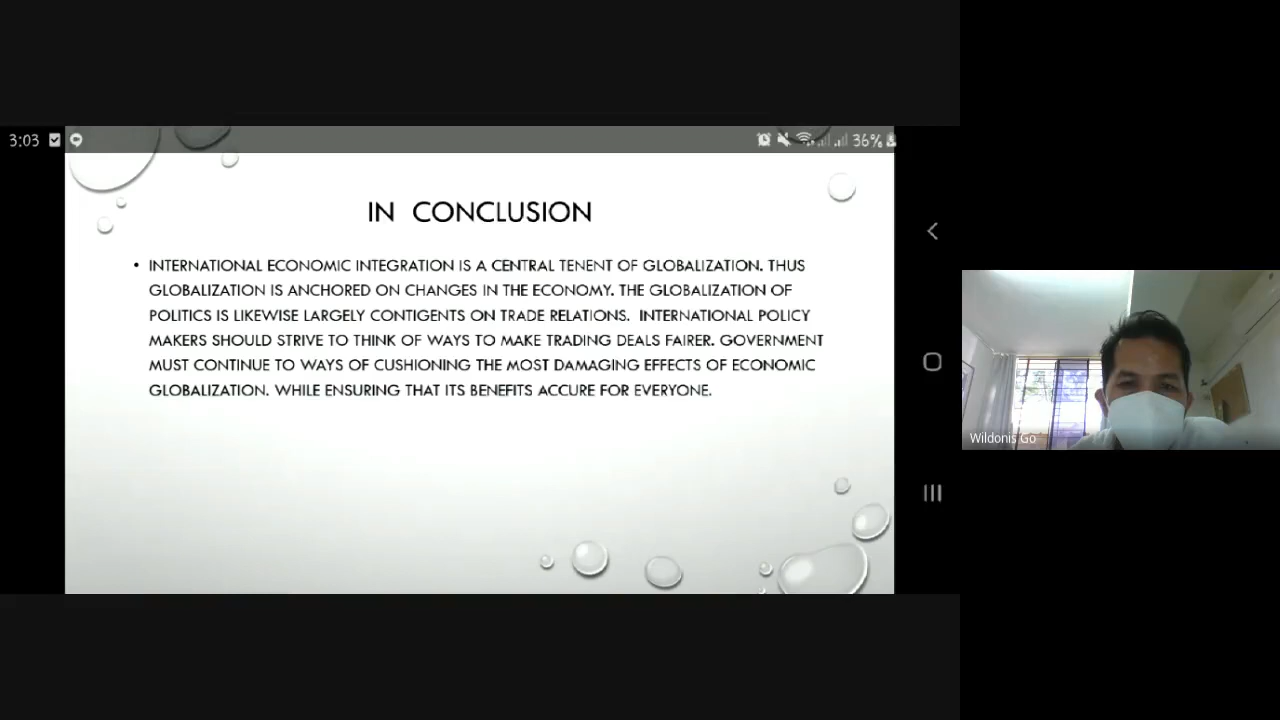 3:03
36%
IN CONCLUSION
• INTERNATIONAL ECONOMIC INTEGRATION IS A CENTRAL TENENT OF GLOBALIZATION. THUS
GLOBALIZATION IS ANCHORED ON CHANGES IN THE ECONOMY. THE GLOBALIZATION OF
POLITICS IS LIKEWISE LARGELY CONTIGENTS ON TRADE RELATIONS. INTERNATIONAL POLICY
MAKERS SHOULD STRIVE TO THINK OF WAYS TO MAKE TRADING DEALS FAIRER. GOVERNMENT
MUST CONTINUE TO WAYS OF CUSHIONING THE MOST DAMAGING EFFECTS OF ECONOMIC
GLOBALIZATION. WHILE ENSURING THAT ITS BENEFITS ACCURE FOR EVERYONE.
Wildonis Go